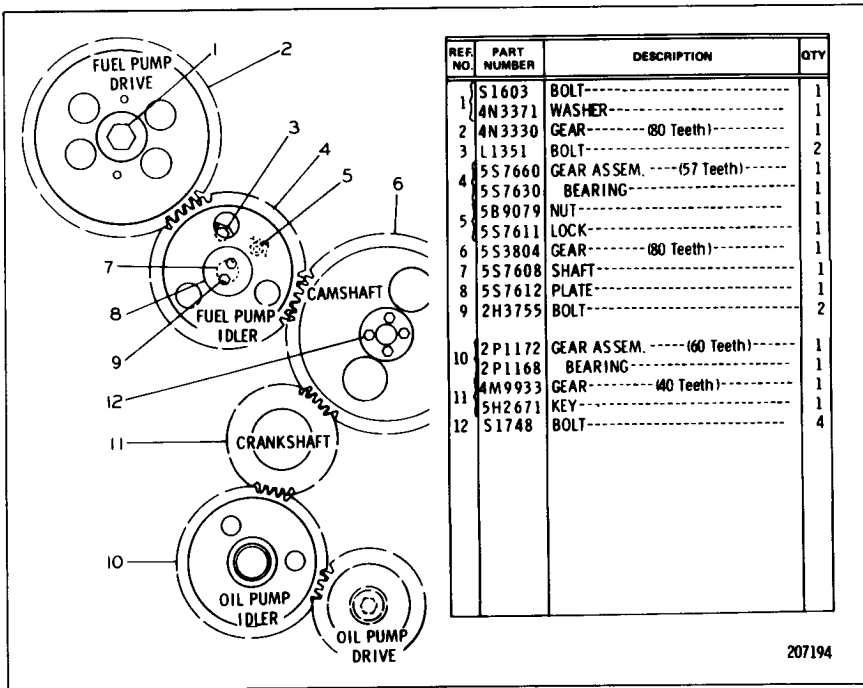 1
2
FUEL PUMP
DRIVE
3
4
5
6
7
8
9
FUEL PUMP
IDLER
CAMSHAFT
12
11
CRANKSHAFT
10
OIL PUMP
IDLER
OIL PUMP
DRIVE
REF. NO. PART NUMBER DESCRIPTION QTY
1 S1603 BOLT 1
4N3371 WASHER 1
2 4N3330 GEAR (80 Teeth) 1
3 L1351 BOLT 2
4 5S7660 GEAR ASSEM. (57 Teeth) 1
5S7630 BEARING 1
5 5B9079 NUT 1
5S7611 LOCK 1
6 5S3804 GEAR (80 Teeth) 1
7 5S7608 SHAFT 1
8 5S7612 PLATE 1
9 2H3755 BOLT 2
10 2P1172 GEAR ASSEM. (60 Teeth) 1
2P1168 BEARING 1
11 4M9933 GEAR (40 Teeth) 1
5H2671 KEY 1
12 S1748 BOLT 4
207194